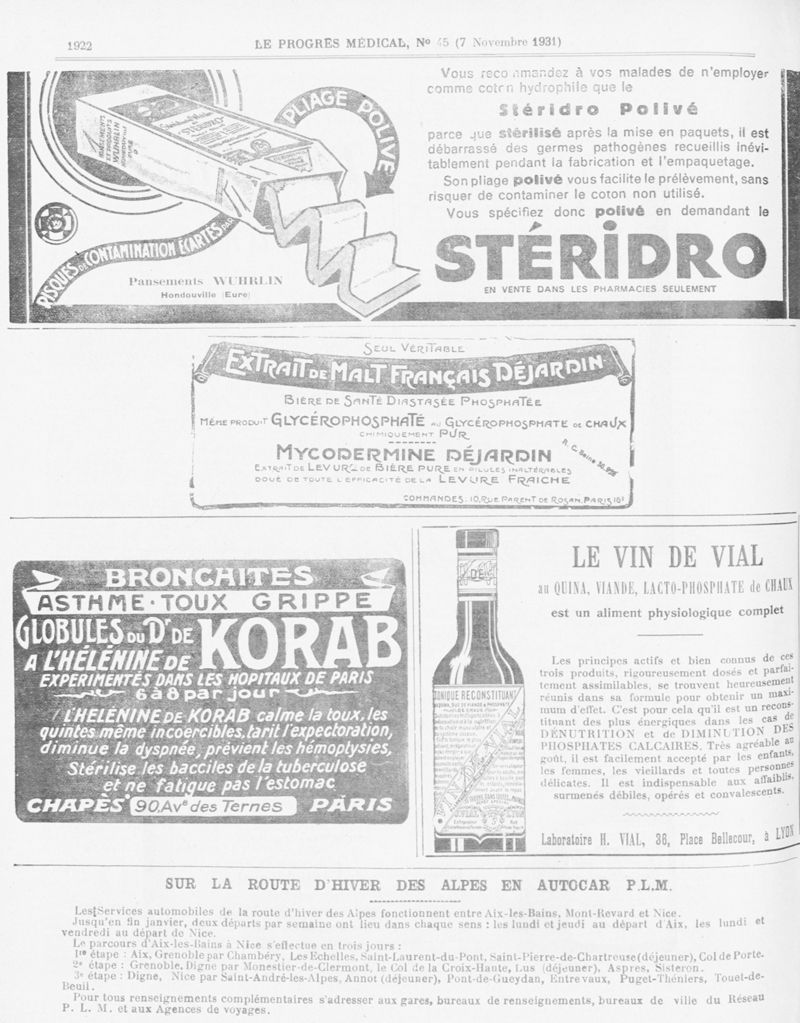 1922
LE PROGRÈS MÉDICAL, No 45 (7 Novembre 1931)
PLIAGE POLIVÉ
STÉRIDRO
PANSEMENTS
ET PRODUITS
WUHRLIN
RISQUES DE CONTAMINATION ÉCARTÉS PAR
Pansements WUHRLIN
Hondouville (Eure)
Vous recommandez à vos malades de n'employer
comme coton hydrophile que le
Stéridro Polivé
parce que stérilisé après la mise en paquets, il est
débarrassé des germes pathogènes recueillis inévi-
tablement pendant la fabrication et l'empaquetage.
Son pliage polivé vous facilite le prélèvement, sans
risquer de contaminer le coton non utilisé.
Vous spécifiez donc polivé en demandant le
STÉRIDRO
EN VENTE DANS LES PHARMACIES SEULEMENT
SEUL VÉRITABLE
EXTRAIT DE MALT FRANÇAIS DÉJARDIN
BIÈRE DE SANTÉ DIASTASÉE PHOSPHATÉE
MÊME PRODUIT GLYCÉROPHOSPHATÉ AU GLYCÉROPHOSPHATE DE CHAUX
CHIMIQUEMENT PUR
MYCODERMINE DÉJARDIN
R. C. Seine
EXTRAIT DE LEVURE DE BIÈRE PURE EN PILULES INALTÉRABLES
DOUÉ DE TOUTE L'EFFICACITÉ DE LA LEVURE FRAICHE
COMMANDES: 10, RUE PARENT DE ROSAN, PARIS 16e
BRONCHITES
ASTHME · TOUX GRIPPE
GLOBULES DU Dr DE KORAB
A L'HÉLÉNINE DE
EXPERIMENTÉS DANS LES HOPITAUX DE PARIS
6 à 8 par jour
L'HELENINE DE KORAB calme la toux, les
quintes même incoercibles, tarit l'expectoration,
diminue la dyspnée, prévient les hémoptysies,
Stérilise les bacciles de la tuberculose
et ne fatigue pas l'estomac
CHAPÈS 90, Ave des Ternes PARIS
TONIQUE RECONSTITUANT
VIN DE VIAL
LE VIN DE VIAL
au QUINA, VIANDE, LACTO-PHOSPHATE de CHAUX
est un aliment physiologique complet
Les principes actifs et bien connus de ces
trois produits, rigoureusement dosés et parfai-
tement assimilables, se trouvent heureusement
réunis dans sa formule pour obtenir un maxi-
mum d'effet. C'est pour cela qu'il est un recons-
tituant des plus énergiques dans les cas de
DÉNUTRITION et de DIMINUTION DES
PHOSPHATES CALCAIRES. Très agréable au
goût, il est facilement accepté par les enfants,
les femmes, les vieillards et toutes personnes
délicates. Il est indispensable aux affaiblis,
surmenés débiles, opérés et convalescents.
Laboratoire H. VIAL, 36, Place Bellecour, à LYON
SUR LA ROUTE D'HIVER DES ALPES EN AUTOCAR P.L.M.
Les Services automobiles de la route d'hiver des Alpes fonctionnent entre Aix-les-Bains, Mont-Revard et Nice.
Jusqu'en fin janvier, deux départs par semaine ont lieu dans chaque sens : les lundi et jeudi au départ d'Aix, les lundi et
vendredi au départ de Nice.
Le parcours d'Aix-les-Bains à Nice s'effectue en trois jours :
1re étape : Aix, Grenoble par Chambéry, Les Echelles, Saint-Laurent-du-Pont, Saint-Pierre-de-Chartreuse (déjeuner), Col de Porte.
2e étape : Grenoble, Digne par Monestier-de-Clermont, le Col de la Croix-Haute, Lus (déjeuner), Aspres, Sisteron.
3e étape : Digne, Nice par Saint-André-les-Alpes, Annot (déjeuner), Pont-de-Gueydan, Entrevaux, Puget-Théniers, Touet-de-
Beuil.
Pour tous renseignements complémentaires s'adresser aux gares, bureaux de renseignements, bureaux de ville du Réseau
P. L. M. et aux Agences de voyages.